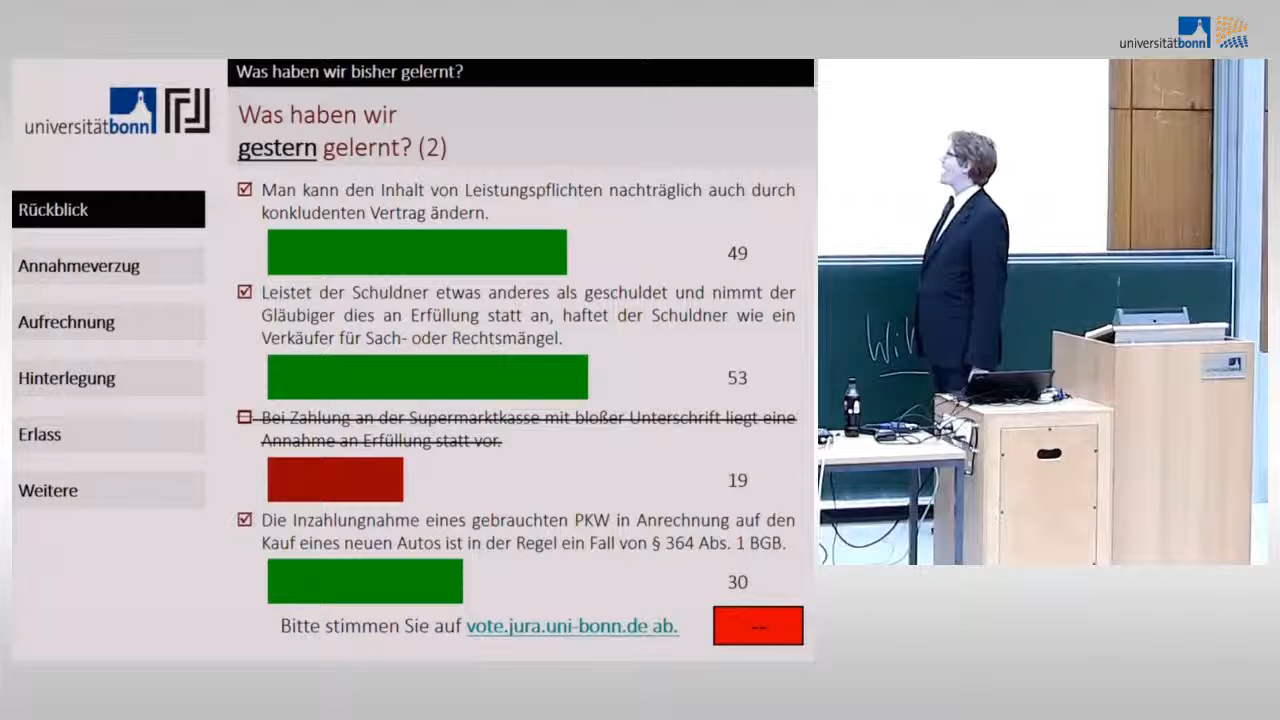 universitätbonn
Was haben wir bisher gelernt?
universitätbonn
Was haben wir
gestern gelernt? (2)
Rückblick
Annahmeverzug
Aufrechnung
Hinterlegung
Erlass
Weitere
Man kann den Inhalt von Leistungspflichten nachträglich auch durch
konkludenten Vertrag ändern.
49
Leistet der Schuldner etwas anderes als geschuldet und nimmt der
Gläubiger dies an Erfüllung statt an, haftet der Schuldner wie ein
Verkäufer für Sach- oder Rechtsmängel.
53
Bei Zahlung an der Supermarktkasse mit bloßer Unterschrift liegt eine
Annahme an Erfüllung statt vor.
19
Die Inzahlungnahme eines gebrauchten PKW in Anrechnung auf den
Kauf eines neuen Autos ist in der Regel ein Fall von § 364 Abs. 1 BGB.
30
Bitte stimmen Sie auf vote.jura.uni-bonn.de ab.
--